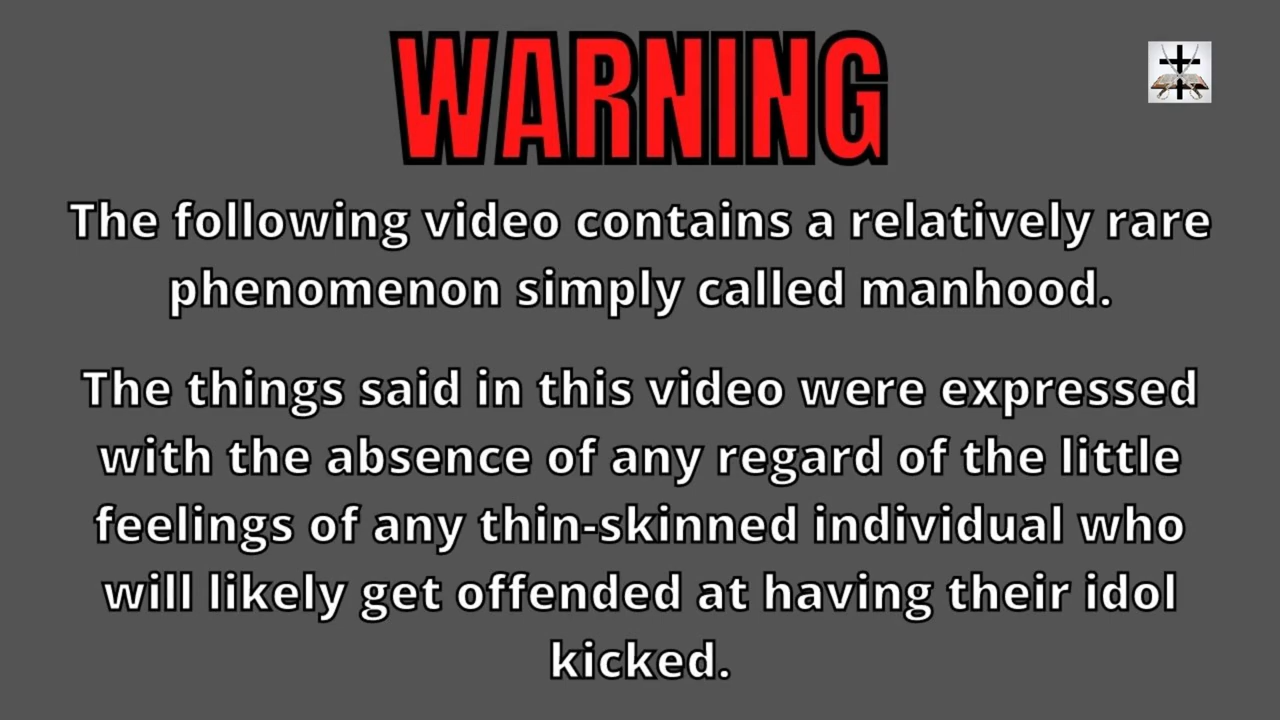 WARNING
The following video contains a relatively rare
phenomenon simply called manhood.
The things said in this video were expressed
with the absence of any regard of the little
feelings of any thin-skinned individual who
will likely get offended at having their idol
kicked.